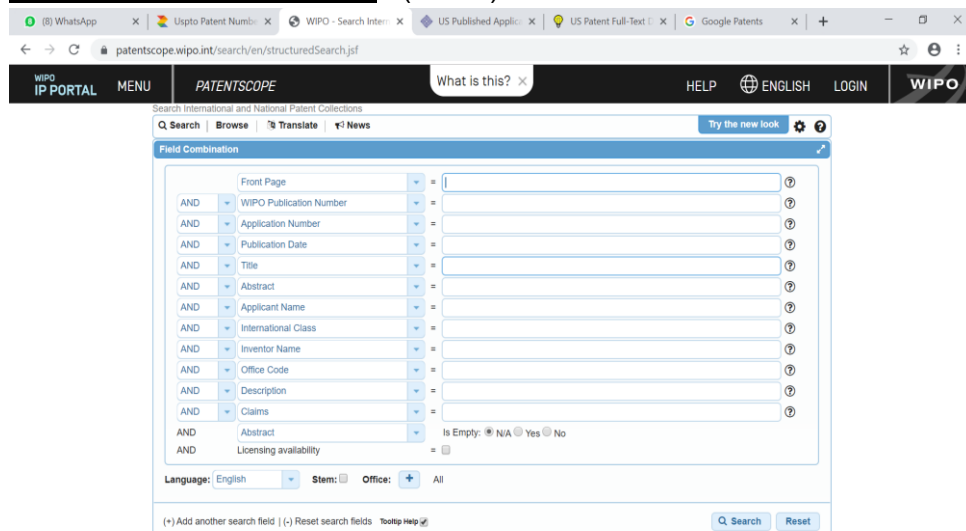 (8) WhatsApp
Uspto Patent Numbe
WIPO - Search Intern
US Published Applica
US Patent Full-Text D
Google Patents
patentscope.wipo.int/search/en/structuredSearch.jsf
WIPO
IP PORTAL MENU PATENTSCOPE What is this? × HELP ENGLISH LOGIN WIPO
Search International and National Patent Collections
Search | Browse | Translate | News Try the new look
Field Combination
Front Page =
AND WIPO Publication Number =
AND Application Number =
AND Publication Date =
AND Title =
AND Abstract =
AND Applicant Name =
AND International Class =
AND Inventor Name =
AND Office Code =
AND Description =
AND Claims =
AND Abstract Is Empty: N/A Yes No
AND Licensing availability =
Language: English Stem: Office: + All
(+) Add another search field | (-) Reset search fields Tooltip Help Search Reset